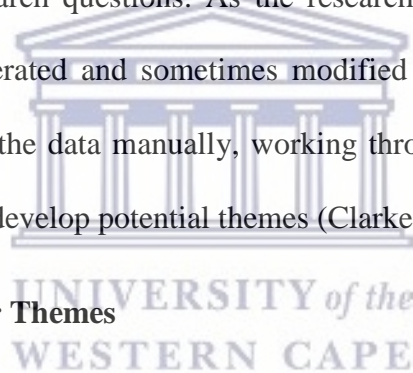 rch questions. As the research
erated and sometimes modified
the data manually, working thro
develop potential themes (Clarke
Themes
UNIVERSITY of the
WESTERN CAPE